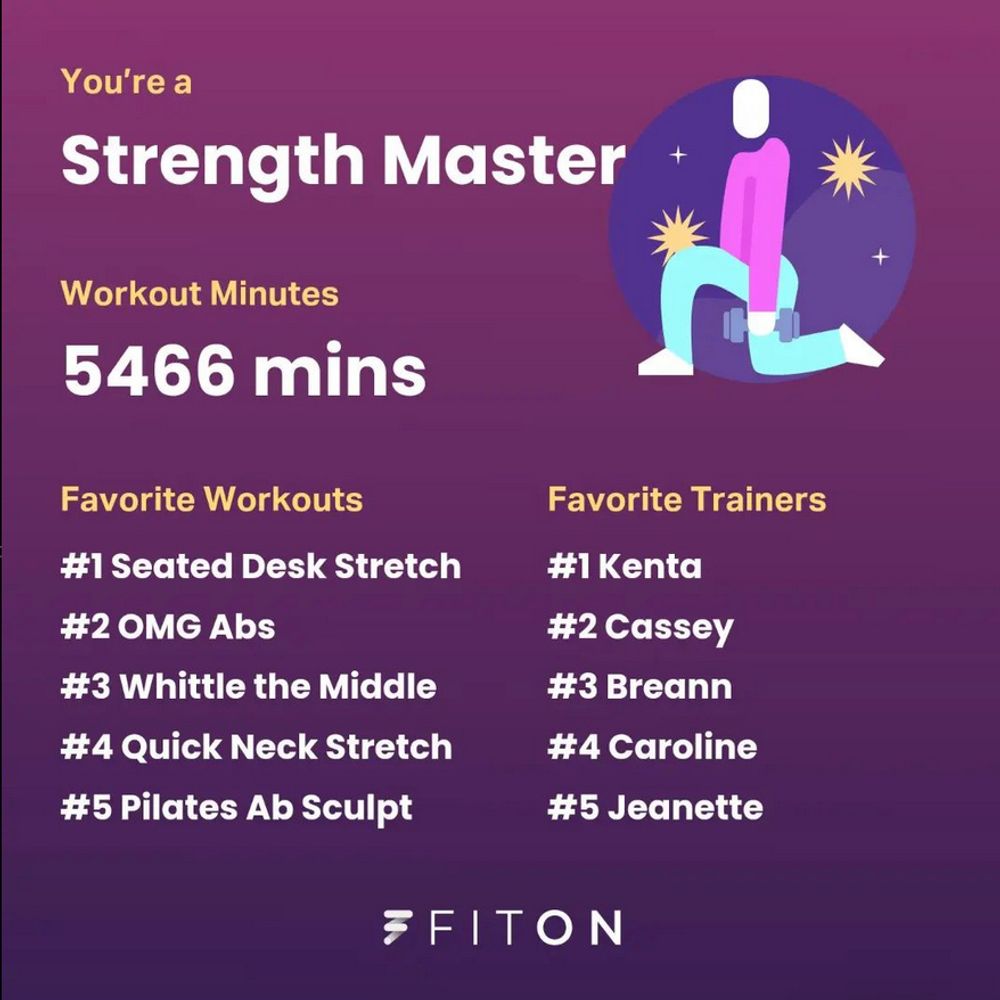 You're a
Strength Master
Workout Minutes
5466 mins
Favorite Workouts
#1 Seated Desk Stretch
#2 OMG Abs
#3 Whittle the Middle
#4 Quick Neck Stretch
#5 Pilates Ab Sculpt
Favorite Trainers
#1 Kenta
#2 Cassey
#3 Breann
#4 Caroline
#5 Jeanette
FITON